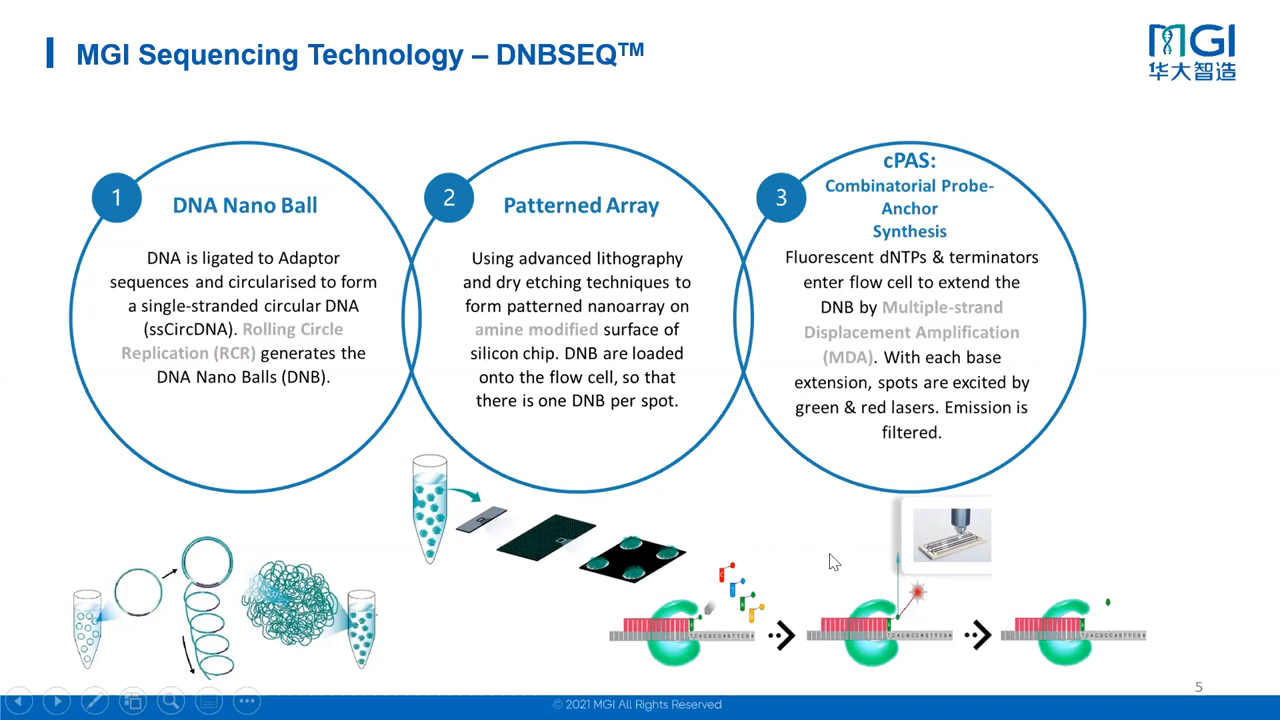 MGI Sequencing Technology – DNBSEQTM
MGI
华大智造
1
DNA Nano Ball
DNA is ligated to Adaptor
sequences and circularised to form
a single-stranded circular DNA
(ssCircDNA). Rolling Circle
Replication (RCR) generates the
DNA Nano Balls (DNB).
2
Patterned Array
Using advanced lithography
and dry etching techniques to
form patterned nanoarray on
amine modified surface of
silicon chip. DNB are loaded
onto the flow cell, so that
there is one DNB per spot.
3
cPAS:
Combinatorial Probe-
Anchor
Synthesis
Fluorescent dNTPs & terminators
enter flow cell to extend the
DNB by Multiple-strand
Displacement Amplification
(MDA). With each base
extension, spots are excited by
green & red lasers. Emission is
filtered.
5
© 2021 MGI All Rights Reserved